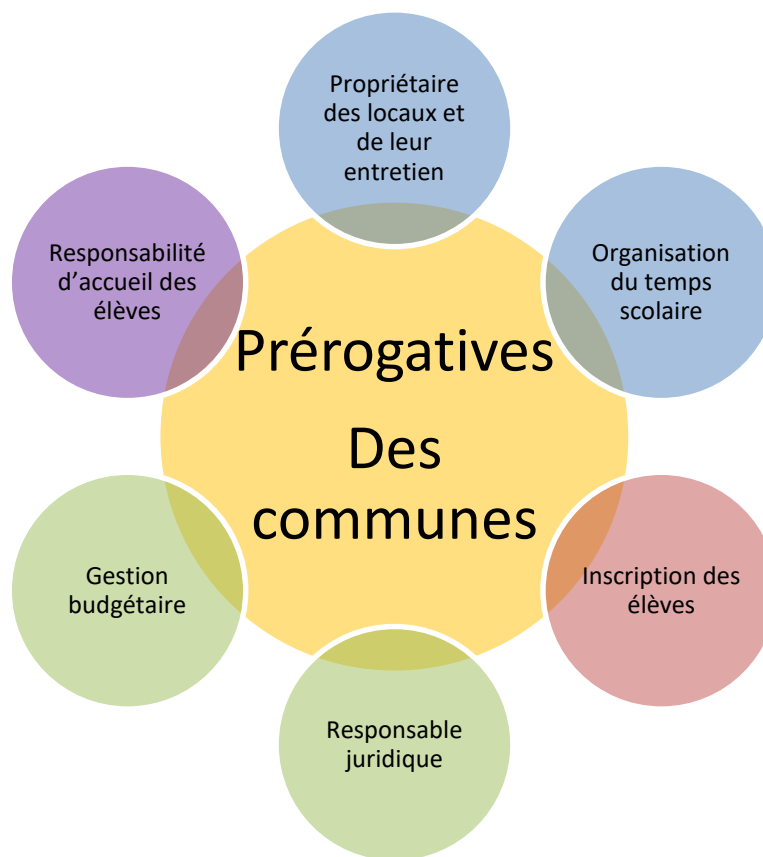 Propriétaire
des locaux et
de leur
entretien
Organisation
du temps
scolaire
Inscription des
élèves
Responsable
juridique
Gestion
budgétaire
Responsabilité
d’accueil des
élèves
Prérogatives
Des
communes